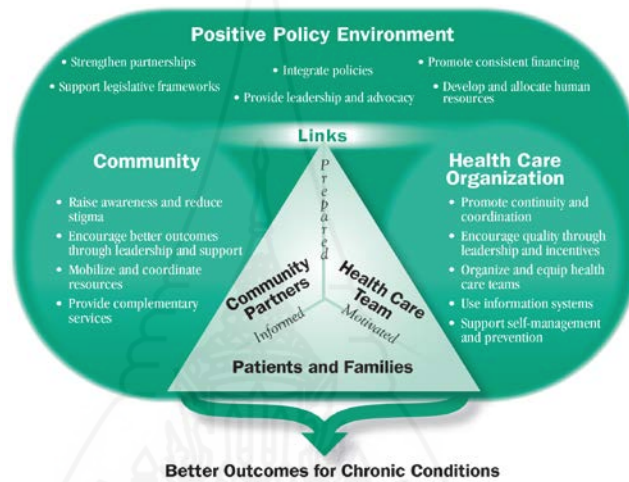 Positive Policy Environment
• Strengthen partnerships
• Support legislative frameworks
• Integrate policies
• Provide leadership and advocacy
• Promote consistent financing
• Develop and allocate human
resources
Links
Community
• Raise awareness and reduce
stigma
• Encourage better outcomes
through leadership and support
• Mobilize and coordinate
resources
• Provide complementary
services
Prepared
Community
Partners
Informed
Health Care
Team
Motivated
Patients and Families
Health Care
Organization
• Promote continuity and
coordination
• Encourage quality through
leadership and incentives
• Organize and equip health
care teams
• Use information systems
• Support self-management
and prevention
Better Outcomes for Chronic Conditions